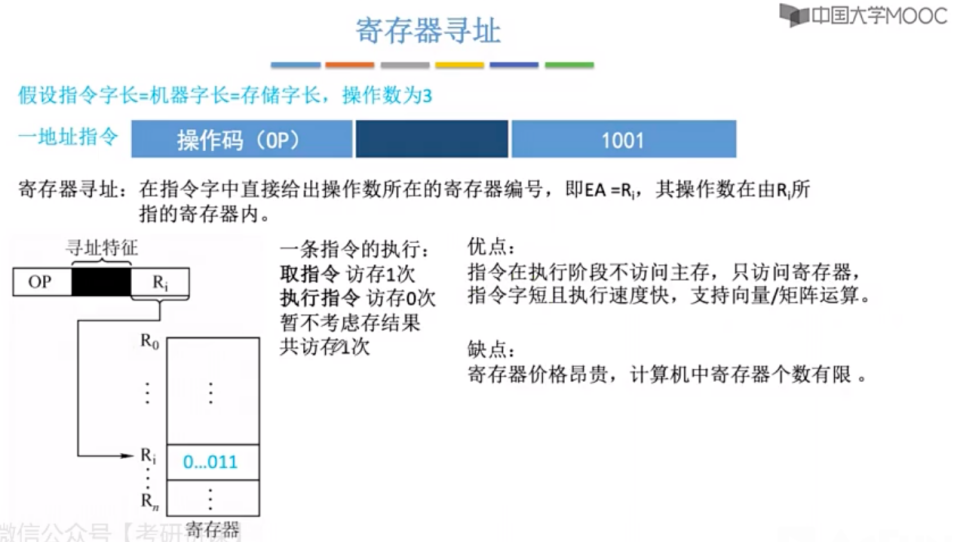 中国大学MOOC
寄存器寻址
假设指令字长=机器字长=存储字长，操作数为3
一地址指令 操作码（OP） 1001
寄存器寻址：在指令字中直接给出操作数所在的寄存器编号，即EA =Ri，其操作数在由Ri所
指的寄存器内。
寻址特征
OP Ri
R0
⋮ ⋮
Ri 0...011
⋮
Rn ⋮
寄存器
一条指令的执行：
取指令 访存1次
执行指令 访存0次
暂不考虑存结果
共访存1次
优点：
指令在执行阶段不访问主存，只访问寄存器，
指令字短且执行速度快，支持向量/矩阵运算。
缺点：
寄存器价格昂贵，计算机中寄存器个数有限 。
微信公众号【考研